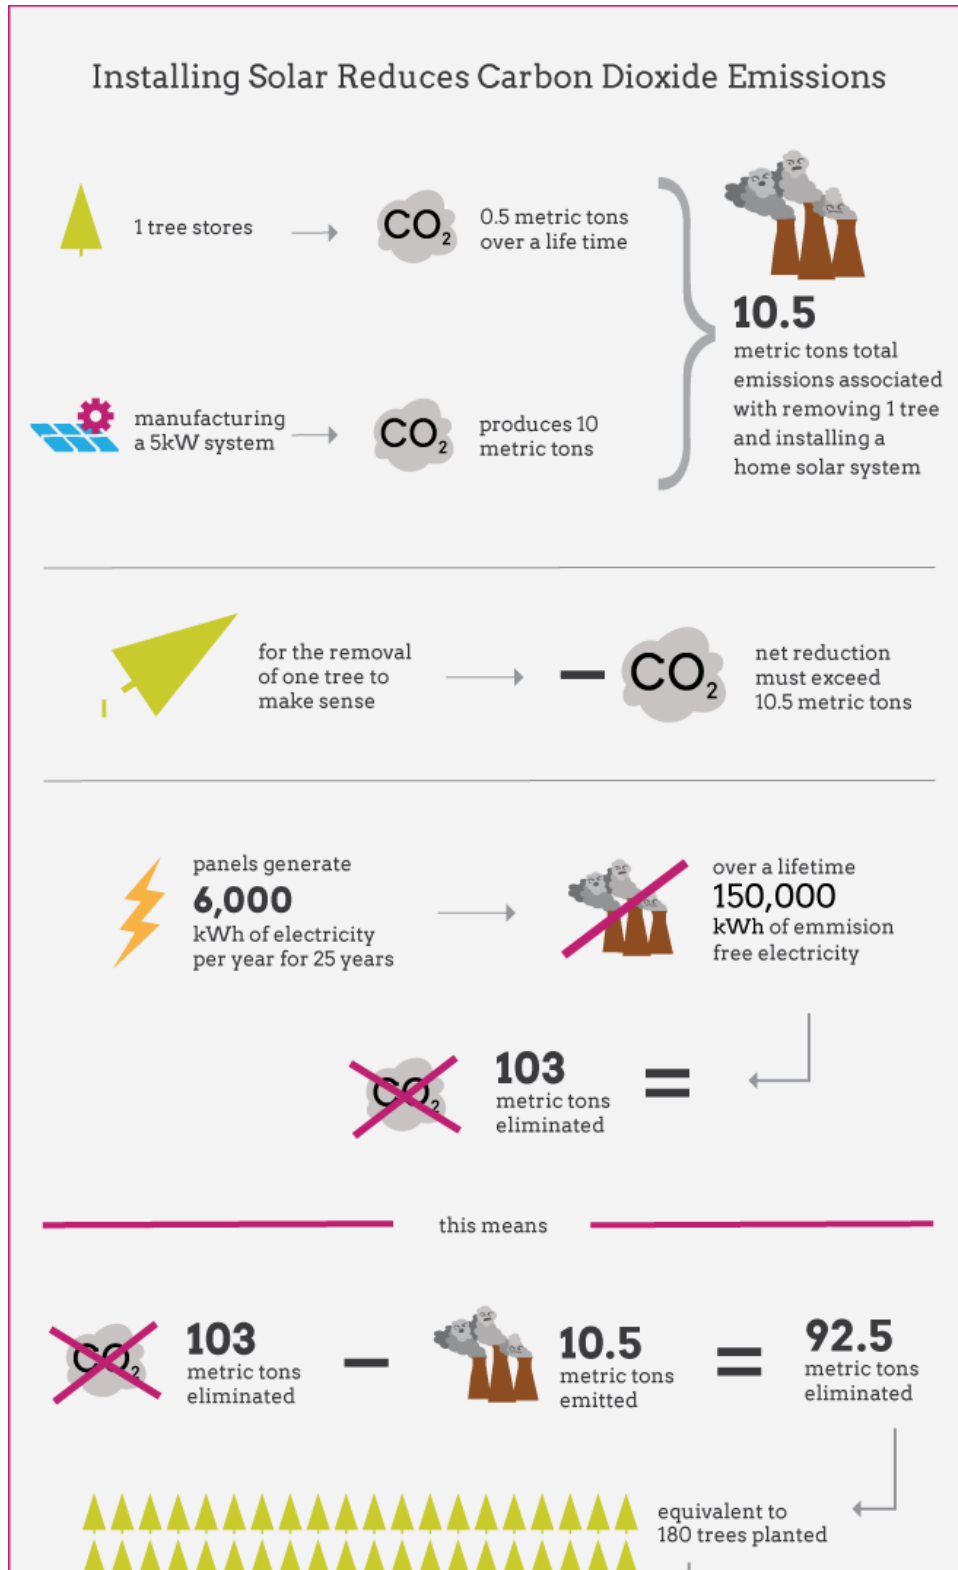 Installing Solar Reduces Carbon Dioxide Emissions
1 tree stores
CO2
0.5 metric tons
over a life time
manufacturing
a 5kW system
CO2
produces 10
metric tons
10.5
metric tons total
emissions associated
with removing 1 tree
and installing a
home solar system
for the removal
of one tree to
make sense
CO2
net reduction
must exceed
10.5 metric tons
panels generate
6,000
kWh of electricity
per year for 25 years
over a lifetime
150,000
kWh of emmision
free electricity
CO2
103
metric tons
eliminated
=
this means
CO2
103
metric tons
eliminated
–
10.5
metric tons
emitted
=
92.5
metric tons
eliminated
equivalent to
180 trees planted